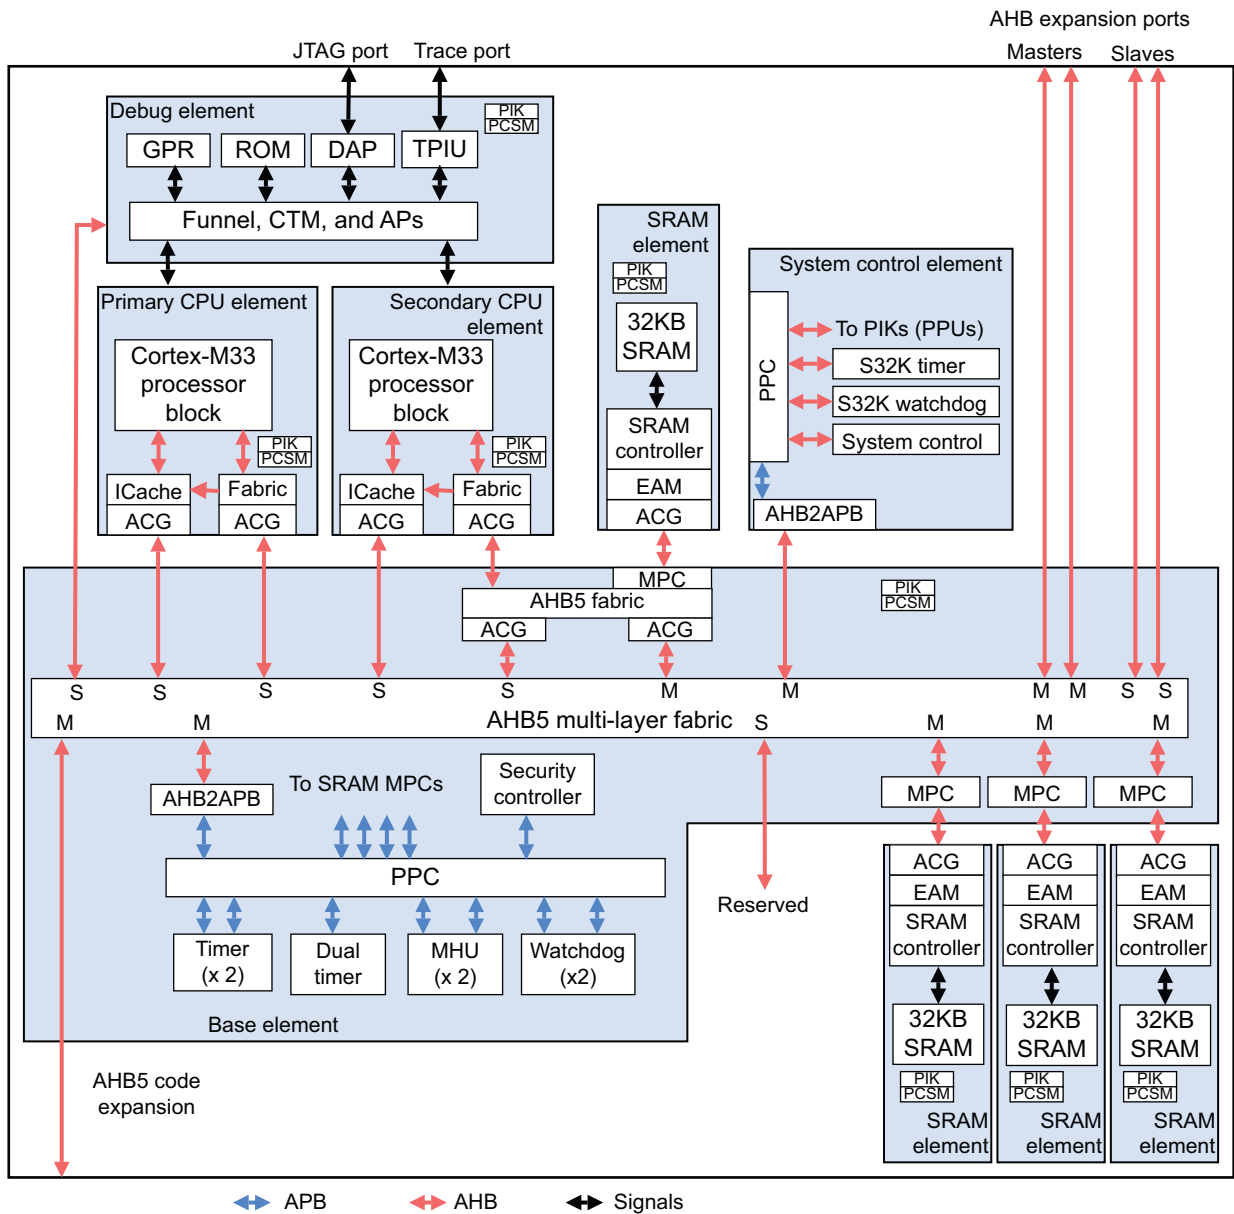 AHB expansion ports
JTAG port
Trace port
Masters
Slaves
Debug element
PIK
PCSM
GPR
ROM
DAP
TPIU
Funnel, CTM, and APs
Primary CPU element
Cortex-M33
processor
block
PIK
PCSM
ICache
Fabric
ACG
ACG
Secondary CPU
element
Cortex-M33
processor
block
PIK
PCSM
ICache
Fabric
ACG
ACG
SRAM
element
PIK
PCSM
32KB
SRAM
SRAM
controller
EAM
ACG
System control element
PPC
To PIKs (PPUs)
S32K timer
S32K watchdog
System control
AHB2APB
MPC
AHB5 fabric
ACG
ACG
PIK
PCSM
S
S
S
S
S
M
M
M
M
S
S
M
M
AHB5 multi-layer fabric
S
M
M
M
AHB2APB
To SRAM MPCs
Security
controller
MPC
MPC
MPC
PPC
Reserved
Timer
(x 2)
Dual
timer
MHU
(x 2)
Watchdog
(x2)
Base element
ACG
EAM
SRAM
controller
32KB
SRAM
PIK
PCSM
SRAM
element
ACG
EAM
SRAM
controller
32KB
SRAM
PIK
PCSM
SRAM
element
ACG
EAM
SRAM
controller
32KB
SRAM
PIK
PCSM
SRAM
element
AHB5 code
expansion
APB
AHB
Signals